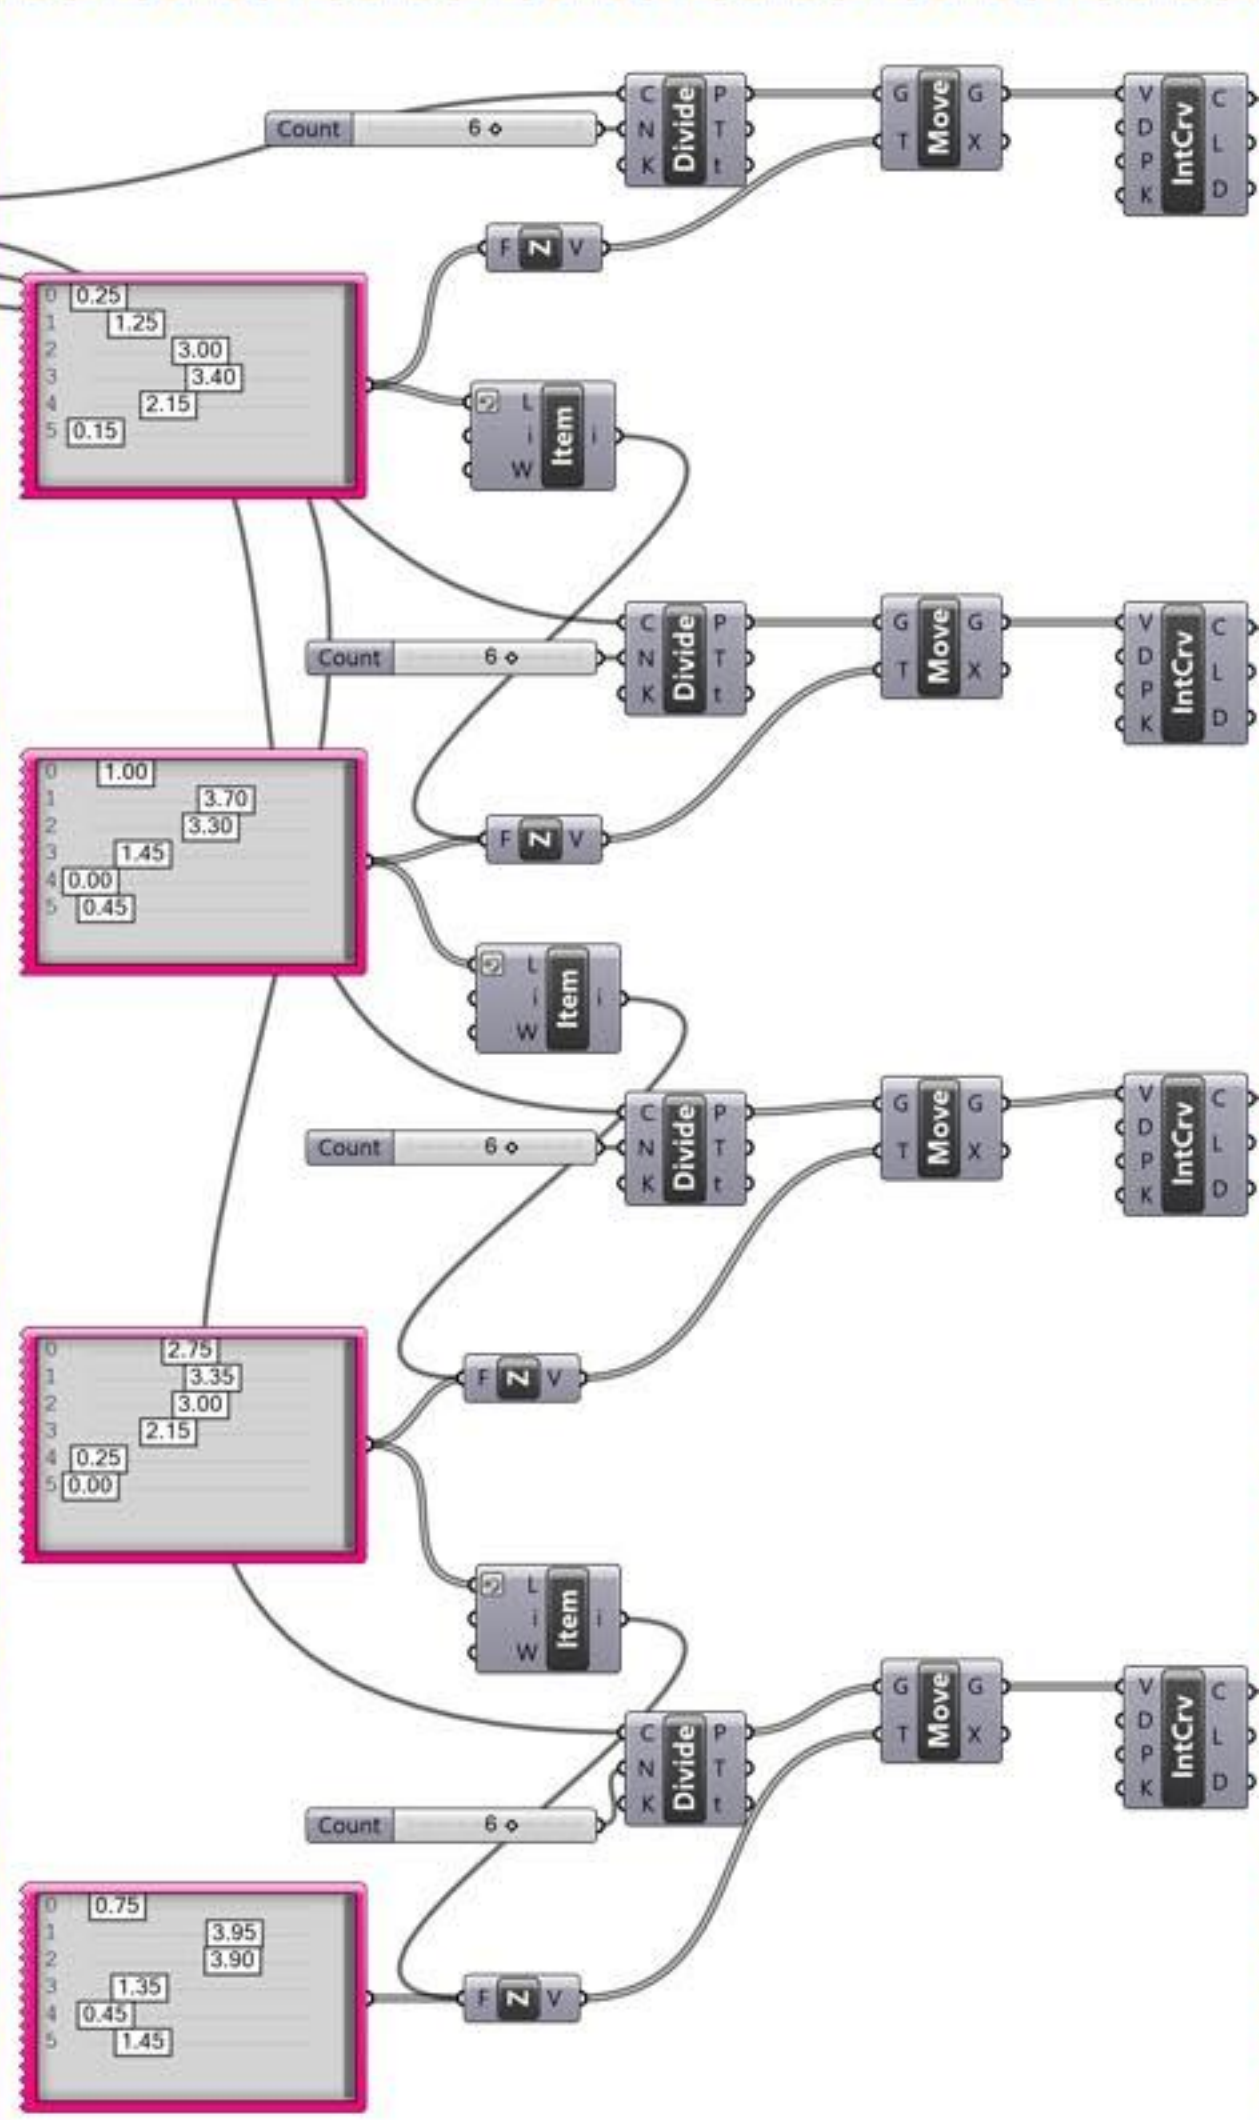 C P
Count 6 N Divide T
K t
G Move G
T X
V C
D IntCrv L
P
K D
F Z V
0 0.25
1 1.25
2 3.00
3 3.40
4 2.15
5 0.15
L
i Item i
W
C P
Count 6 N Divide T
K t
G Move G
T X
V C
D IntCrv L
P
K D
0 1.00
1 3.70
2 3.30
3 1.45
4 0.00
5 0.45
F Z V
L
i Item i
W
C P
Count 6 N Divide T
K t
G Move G
T X
V C
D IntCrv L
P
K D
0 2.75
1 3.35
2 3.00
3 2.15
4 0.25
5 0.00
F Z V
L
i Item i
W
C P
N Divide T
K t
Count 6
G Move G
T X
V C
D IntCrv L
P
K D
0 0.75
1 3.95
2 3.90
3 1.35
4 0.45
5 1.45
F Z V